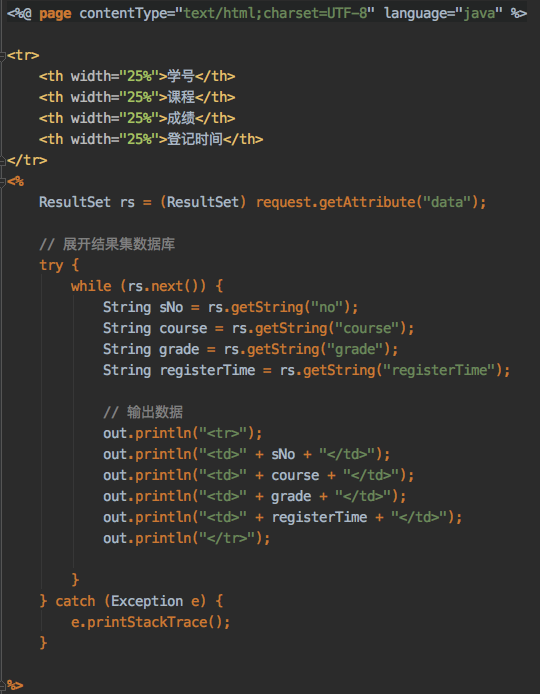 <%@ page contentType="text/html;charset=UTF-8" language="java" %>
<tr>
<th width="25%">学号</th>
<th width="25%">课程</th>
<th width="25%">成绩</th>
<th width="25%">登记时间</th>
</tr>
<%
ResultSet rs = (ResultSet) request.getAttribute("data");
// 展开结果集数据库
try {
while (rs.next()) {
String sNo = rs.getString("no");
String course = rs.getString("course");
String grade = rs.getString("grade");
String registerTime = rs.getString("registerTime");
// 输出数据
out.println("<tr>");
out.println("<td>" + sNo + "</td>");
out.println("<td>" + course + "</td>");
out.println("<td>" + grade + "</td>");
out.println("<td>" + registerTime + "</td>");
out.println("</tr>");
}
} catch (Exception e) {
e.printStackTrace();
}
%>